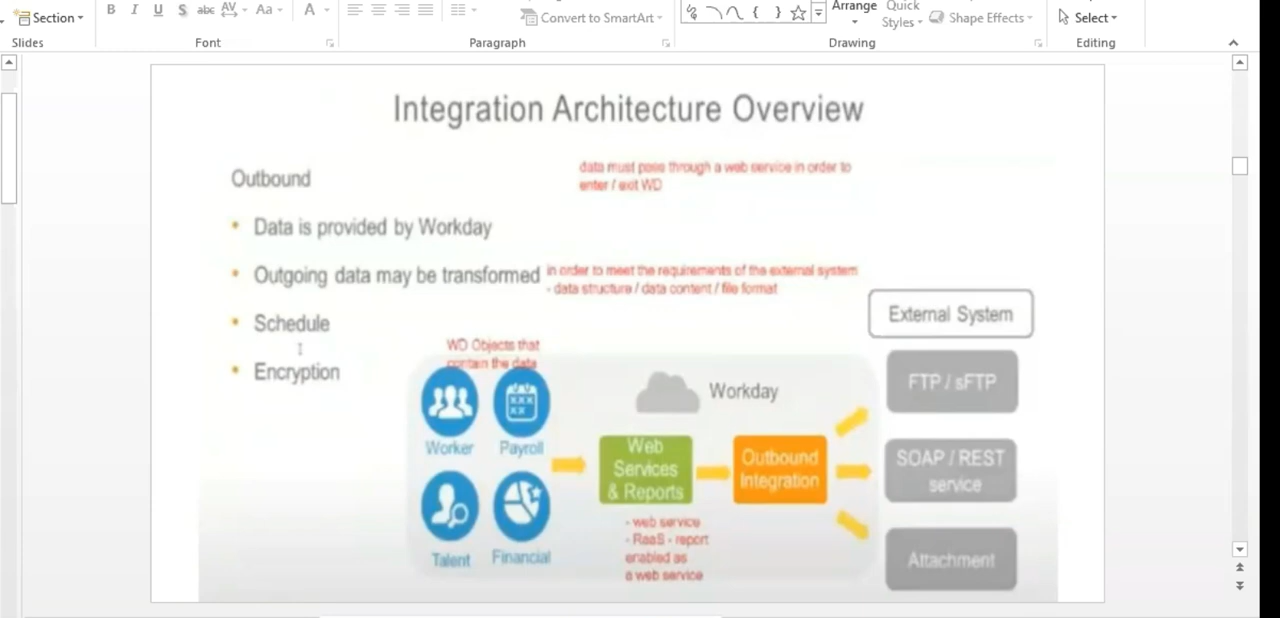 Section
B I U S abc AV Aa A
Convert to SmartArt
Arrange
Quick
Styles
Shape Effects
Select
Slides
Font
Paragraph
Drawing
Editing
Integration Architecture Overview
data must pass through a web service in order to
enter / exit WD
Outbound
• Data is provided by Workday
• Outgoing data may be transformed
in order to meet the requirements of the external system
- data structure / data content / file format
• Schedule
• Encryption
WD Objects that
contain the data
Worker
Payroll
Talent
Financial
Workday
Web
Services
& Reports
Outbound
Integration
- web service
- RaaS - report
enabled as
a web service
External System
FTP / sFTP
SOAP / REST
service
Attachment